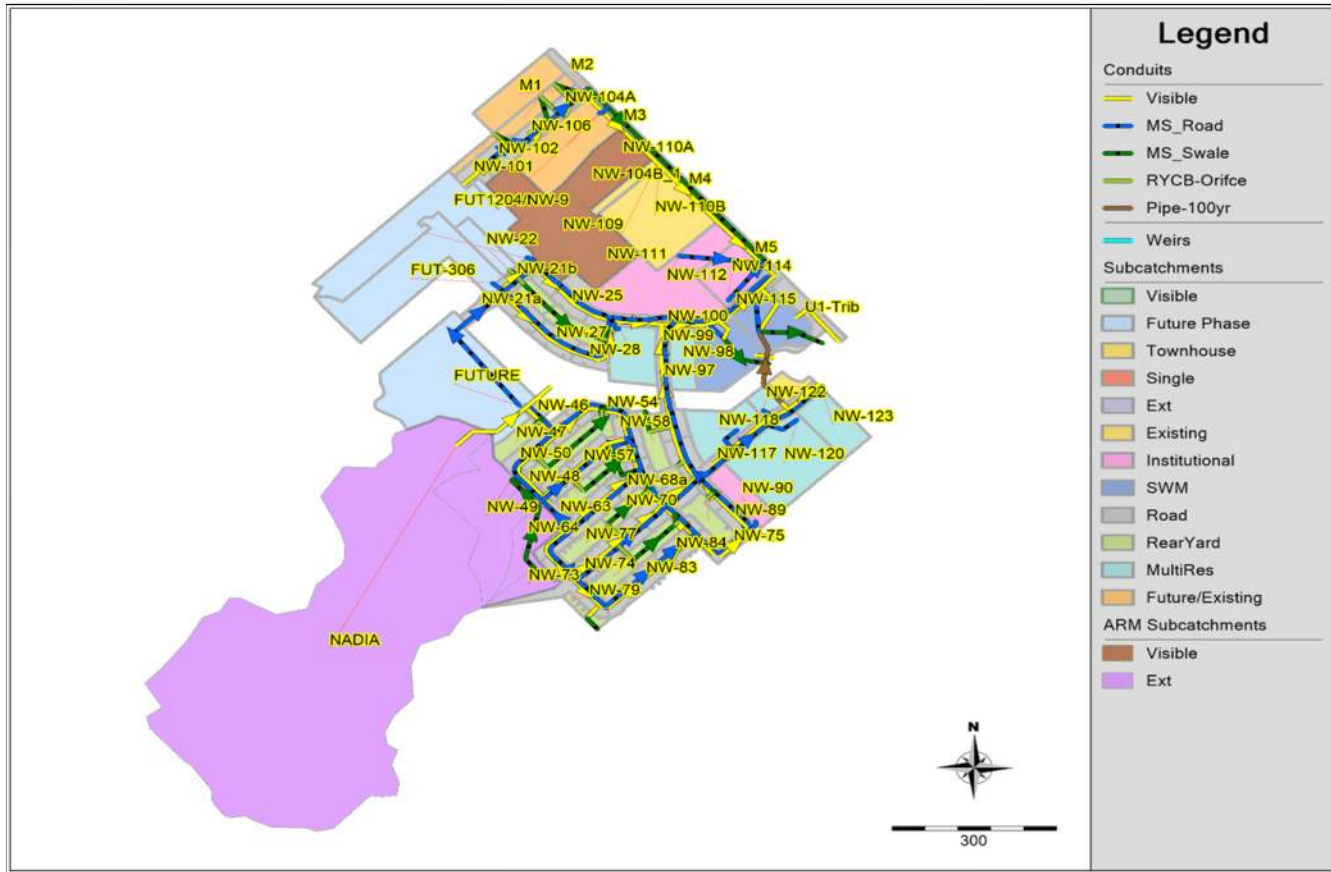 Legend
Conduits
Visible
MS_Road
MS_Swale
RYCB-Orifce
Pipe-100yr
Weirs
Subcatchments
Visible
Future Phase
Townhouse
Single
Ext
Existing
Institutional
SWM
Road
RearYard
MultiRes
Future/Existing
ARM Subcatchments
Visible
Ext
M2
M1
NW-104A
M3
NW-106
NW-102
NW-110A
NW-101
NW-104B_1
M4
FUT1204/NW-9
NW-110B
NW-109
NW-22
NW-111
M5
FUT-306
NW-21b
NW-112
NW-114
NW-21a
NW-25
NW-115
U1-Trib
NW-100
NW-27
NW-99
NW-28
NW-98
NW-97
FUTURE
NW-122
NW-46
NW-54
NW-123
NW-58
NW-118
NW-47
NW-50
NW-57
NW-117
NW-120
NW-48
NW-68a
NW-90
NW-49
NW-63
NW-70
NW-89
NW-64
NW-77
NW-84
NW-75
NW-74
NW-83
NW-73
NW-79
NADIA
N
300